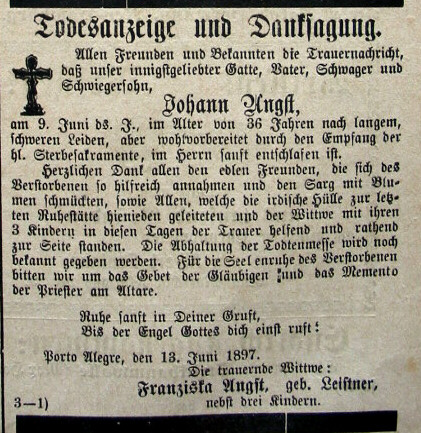 Todesanzeige und Danksagung.
Allen Freunden und Bekannten die Trauernachricht,
daß unser innigstgeliebter Gatte, Vater, Schwager und
Schwiegersohn,
Johann Angst,
am 9. Juni ds. J., im Alter von 36 Jahren nach langem,
schweren Leiden, aber wohlvorbereitet durch den Empfang der
hl. Sterbesakramente, im Herrn sanft entschlafen ist.
Herzlichen Dank allen den edlen Freunden, die sich des
Verstorbenen so hilfreich annahmen und den Sarg mit Blu-
men schmückten, sowie Allen, welche die irdische Hülle zur letz-
ten Ruhestätte hienieden geleiteten und der Wittwe mit ihren
3 Kindern in diesen Tagen der Trauer helfend und rathend
zur Seite standen. Die Abhaltung der Todtenmesse wird noch
bekannt gegeben werden. Für die Seelenruhe des Verstorbenen
bitten wir um das Gebet der Gläubigen und das Memento
der Priester am Altare.
Ruhe sanft in Deiner Gruft,
Bis der Engel Gottes dich einst ruft!
Porto Alegre, den 13. Juni 1897.
Die trauernde Wittwe:
Franziska Angst, geb. Leistner,
nebst drei Kindern.
3—1)